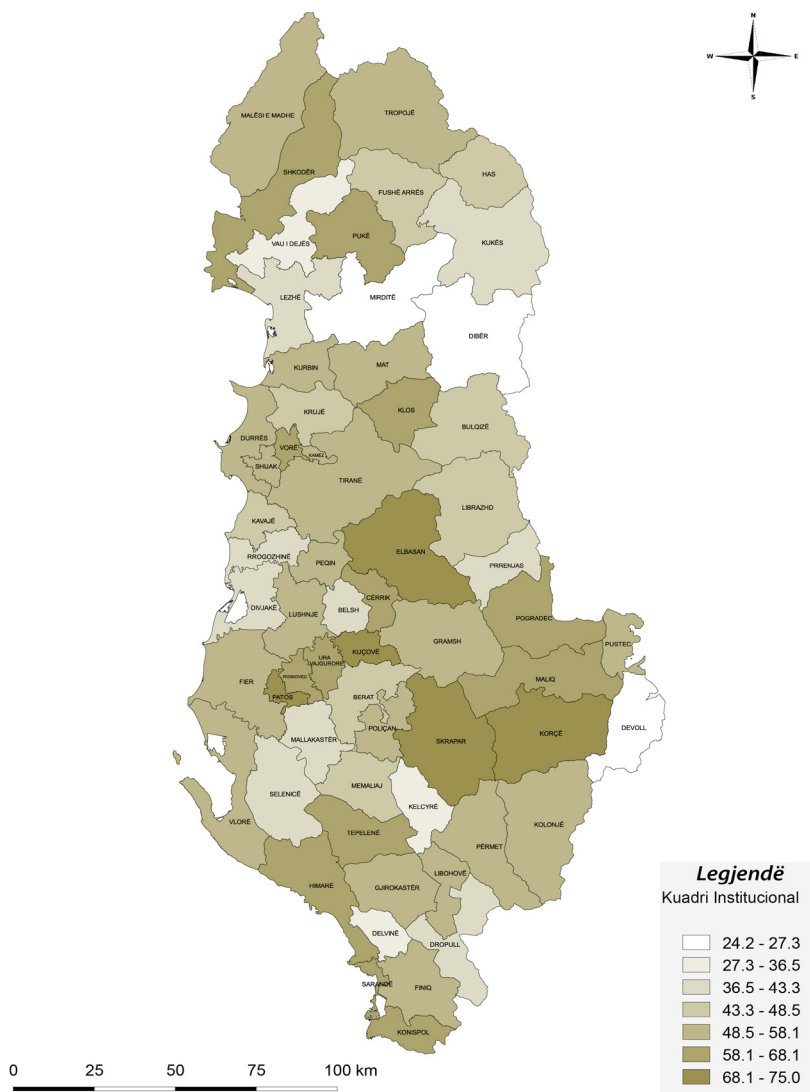 N
W
E
S
MALËSI E MADHE
TROPOJË
SHKODËR
HAS
FUSHË ARRËS
PUKË
VAU I DEJËS
KUKËS
LEZHË
MIRDITË
DIBËR
KURBIN
MAT
KRUJË
KLOS
BULQIZË
DURRËS
VORË
KAMËZ
SHIJAK
TIRANË
KAVAJË
LIBRAZHD
ELBASAN
RROGOZHINË
PEQIN
PRRENJAS
CËRRIK
DIVJAKË
LUSHNJE
BELSH
POGRADEC
GRAMSH
PUSTEC
KUÇOVË
URA
VAJGURORE
ROSKOVEC
FIER
MALIQ
PATOS
BERAT
POLIÇAN
DEVOLL
MALLAKASTËR
SKRAPAR
KORÇË
SELENICË
MEMALIAJ
KELCYRË
VLORË
TEPELENË
KOLONJË
PËRMET
LIBOHOVË
HIMARË
GJIROKASTËR
DELVINË
DROPULL
SARANDË
FINIQ
KONISPOL
Legjendë
Kuadri Institucional
24.2 - 27.3
27.3 - 36.5
36.5 - 43.3
43.3 - 48.5
48.5 - 58.1
58.1 - 68.1
68.1 - 75.0
0 25 50 75 100 km